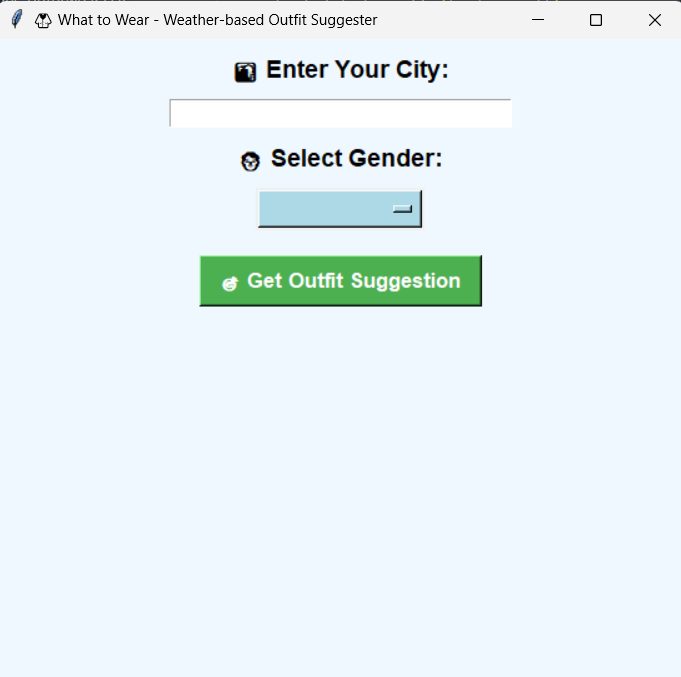 What to Wear - Weather-based Outfit Suggester
Enter Your City:
Select Gender:
Get Outfit Suggestion